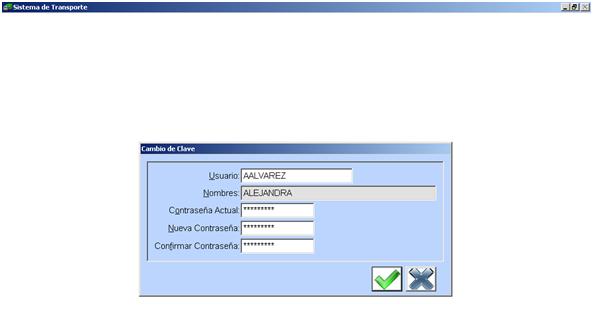 Sistema de Transporte
Cambio de Clave
Usuario: AALVAREZ
Nombres: ALEJANDRA
Contraseña Actual: *********
Nueva Contraseña: *********
Confirmar Contraseña: *********